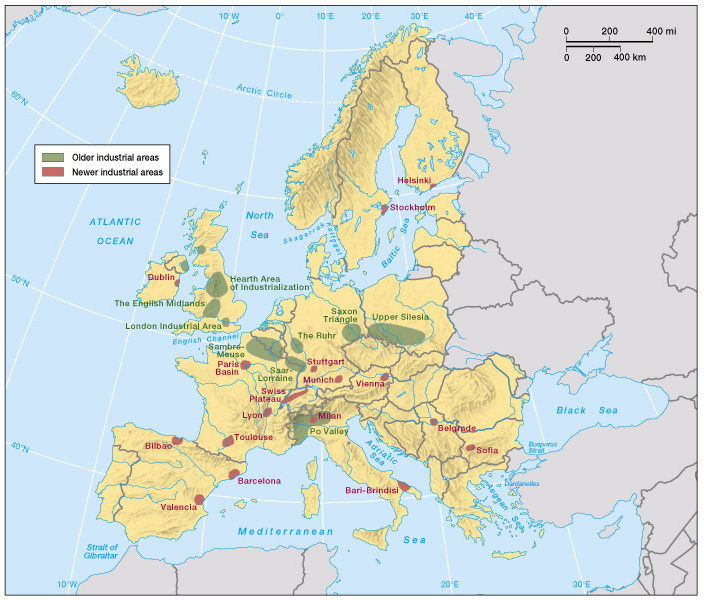 10°W
0°
10°E
20°E
30°E
40°E
0
200
400 mi
0
200
400 km
60°N
Arctic Circle
Older industrial areas
Newer industrial areas
Helsinki
Stockholm
ATLANTIC
OCEAN
North
Sea
Skagerrak
Kattegat
Baltic Sea
50°N
Dublin
Hearth Area
of Industrialization
The English Midlands
London Industrial Area
English Channel
Saxon
Triangle
Upper Silesia
The Ruhr
Sambre-
Meuse
Paris
Basin
Saar-
Lorraine
Stuttgart
Munich
Vienna
Swiss
Plateau
Lyon
Milan
Po Valley
Black Sea
Belgrade
Sofia
Bosporus
Strait
Dardanelles
Adriatic
Sea
Aegean Sea
40°N
Bilbao
Toulouse
Barcelona
Valencia
Bari-Brindisi
Mediterranean
Sea
Strait of
Gibraltar
10°W
0°
10°E
20°E
30°E